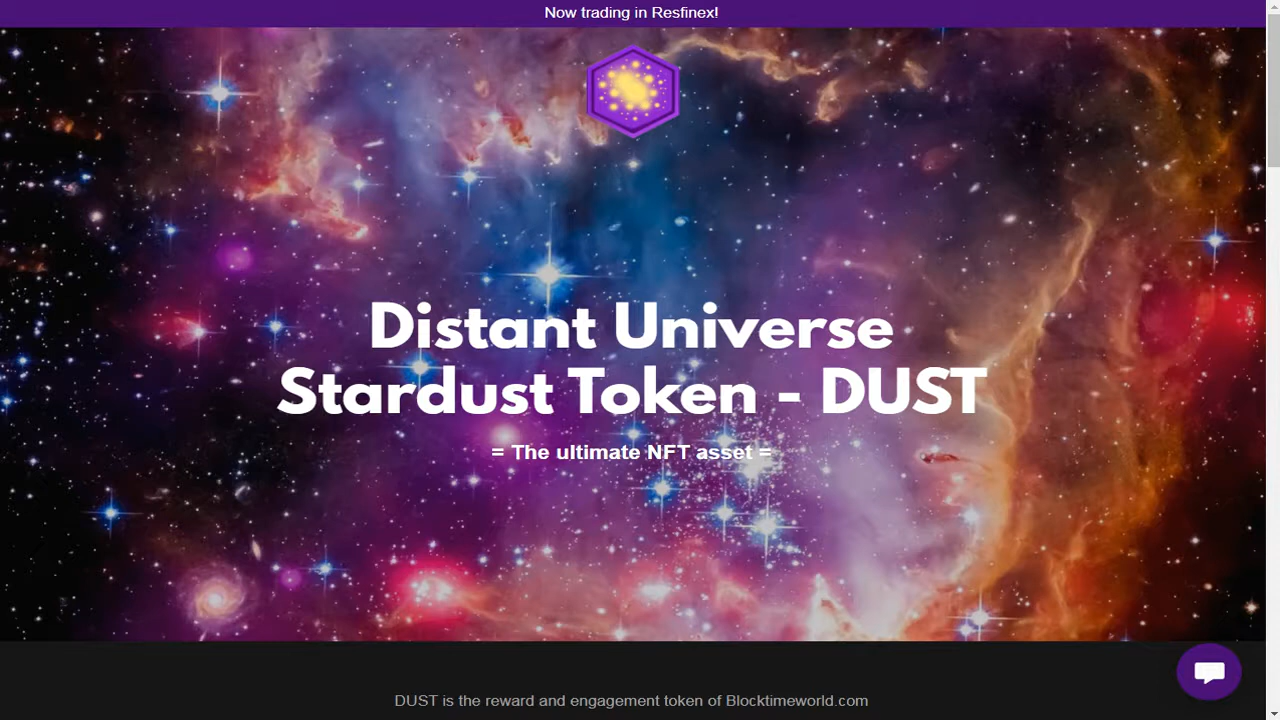 Now trading in Resfinex!
Distant Universe
Stardust Token - DUST
= The ultimate NFT asset =
DUST is the reward and engagement token of Blocktimeworld.com